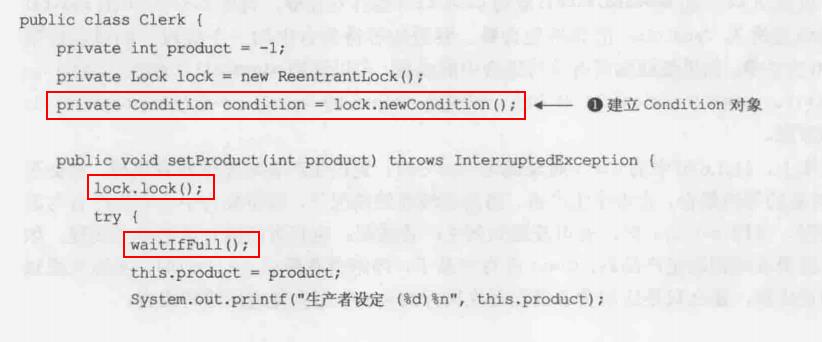 public class Clerk {
private int product = -1;
private Lock lock = new ReentrantLock();
private Condition condition = lock.newCondition(); ❶ 建立 Condition 对象
public void setProduct(int product) throws InterruptedException {
lock.lock();
try {
waitIfFull();
this.product = product;
System.out.printf("生产者设定 (%d)%n", this.product);